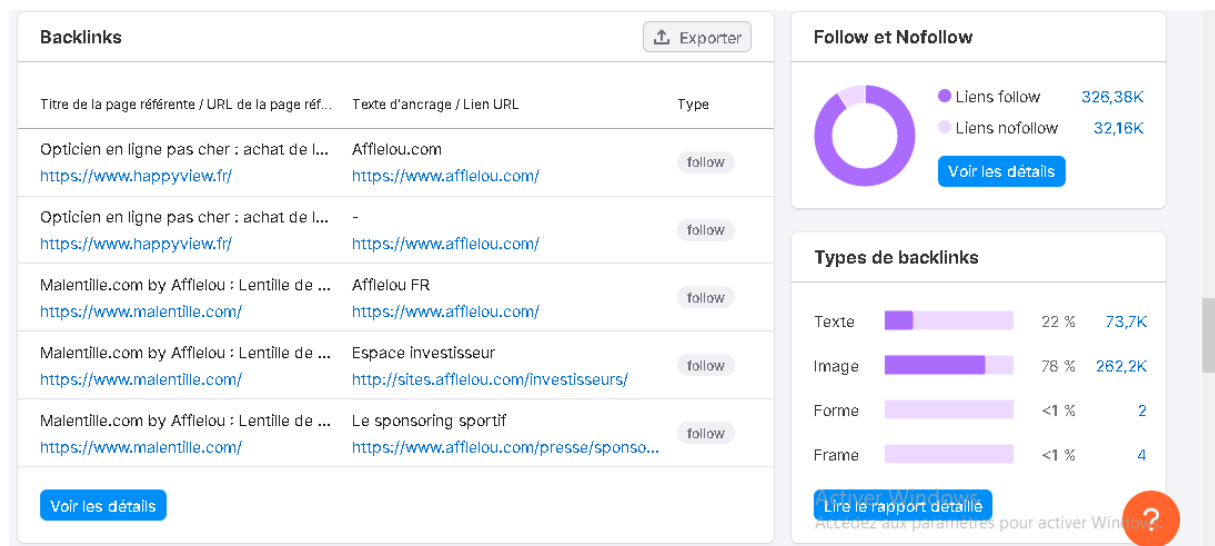 Backlinks
Exporter
Titre de la page référente / URL de la page réf... Texte d'ancrage / Lien URL Type
Opticien en ligne pas cher : achat de l... Afflelou.com
follow
https://www.happyview.fr/ https://www.afflelou.com/
Opticien en ligne pas cher : achat de l... -
follow
https://www.happyview.fr/ https://www.afflelou.com/
Malentille.com by Afflelou : Lentille de ... Afflelou FR
follow
https://www.malentille.com/ https://www.afflelou.com/
Malentille.com by Afflelou : Lentille de ... Espace investisseur
follow
https://www.malentille.com/ http://sites.afflelou.com/investisseurs/
Malentille.com by Afflelou : Lentille de ... Le sponsoring sportif
follow
https://www.malentille.com/ https://www.afflelou.com/presse/sponso...
Voir les détails
Follow et Nofollow
Liens follow 326,38K
Liens nofollow 32,16K
Voir les détails
Types de backlinks
Texte 22 % 73,7K
Image 78 % 262,2K
Forme <1 % 2
Frame <1 % 4
Lire le rapport détaillé
Activer Windows
Accédez aux paramètres pour activer Windows.
?